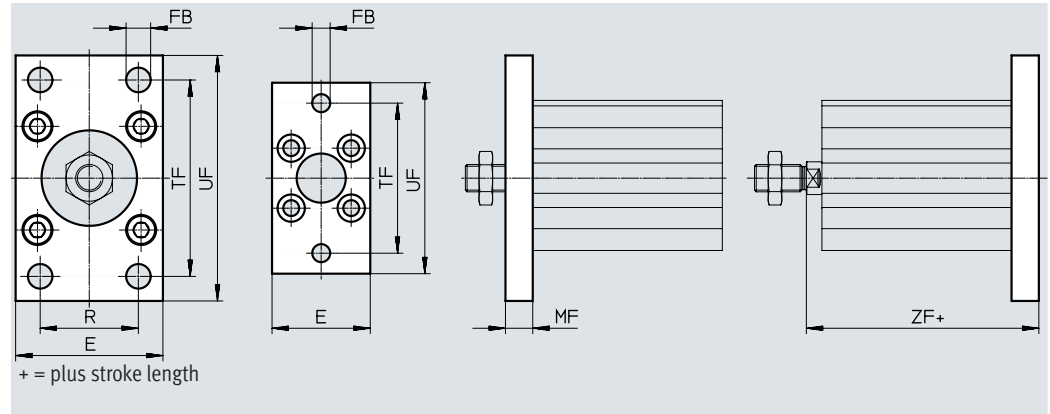 FB
FB
TF
UF
TF
UF
R
E
E
MF
ZF+
+ = plus stroke length